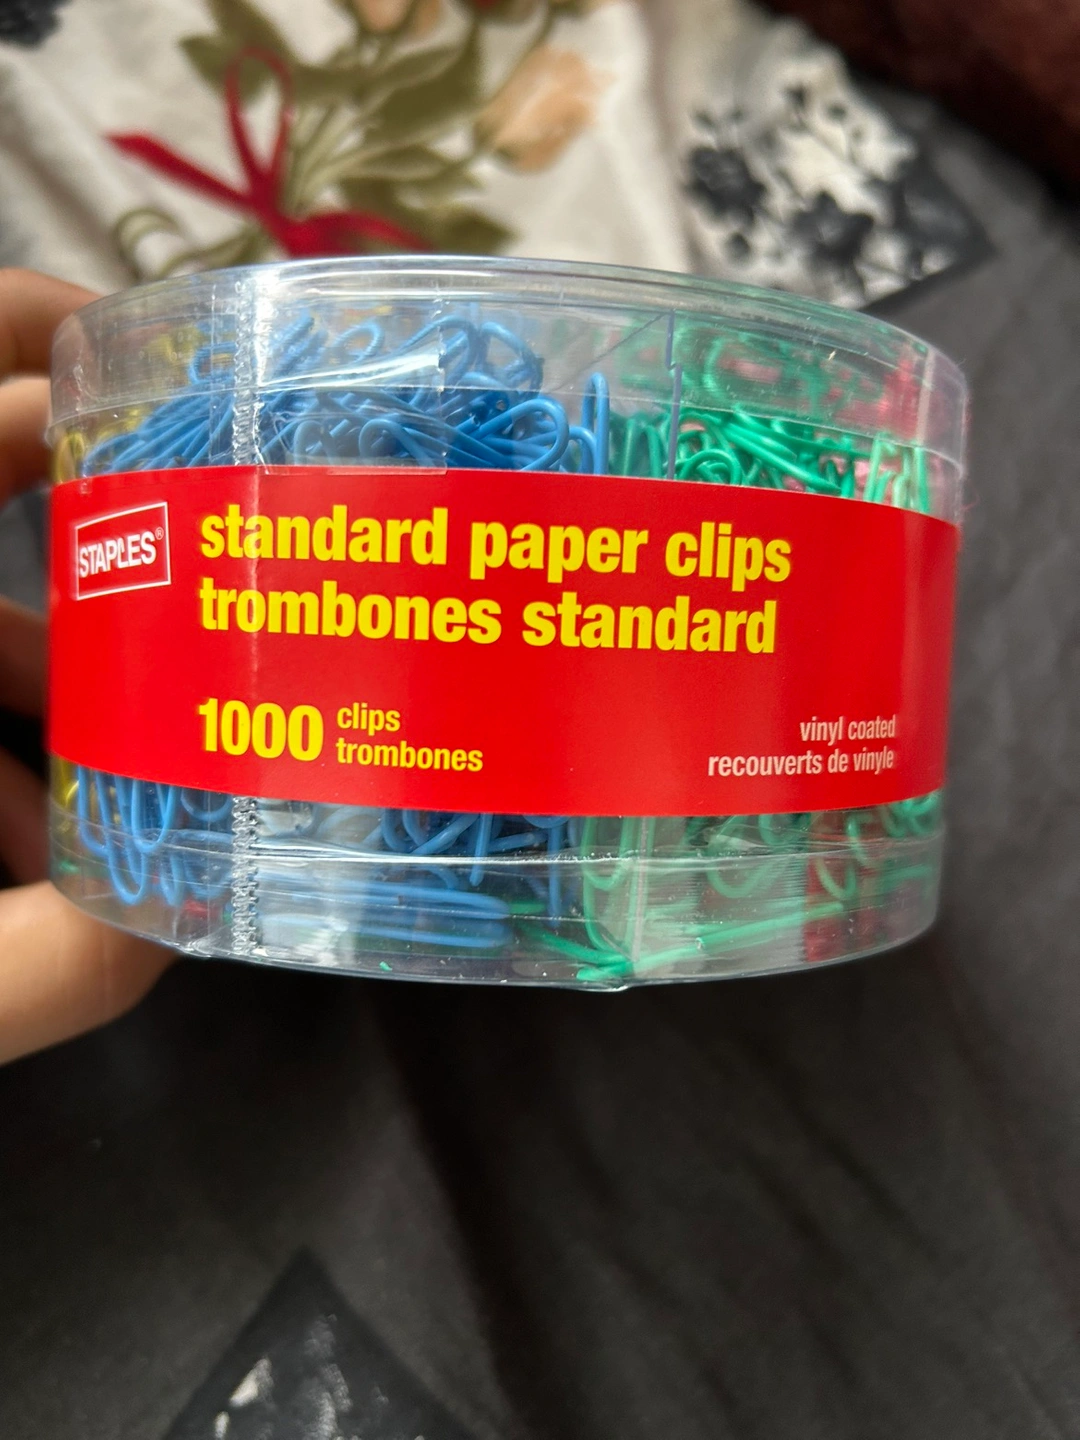 STAPLES®
standard paper clips
trombones standard
1000 clips
trombones
vinyl coated
recouverts de vinyle